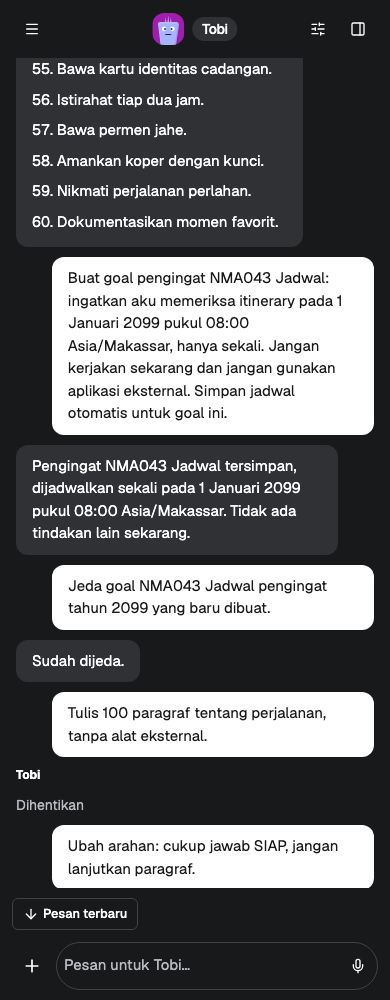 Tobi
55. Bawa kartu identitas cadangan.
56. Istirahat tiap dua jam.
57. Bawa permen jahe.
58. Amankan koper dengan kunci.
59. Nikmati perjalanan perlahan.
60. Dokumentasikan momen favorit.
Buat goal pengingat NMA043 Jadwal:
ingatkan aku memeriksa itinerary pada 1
Januari 2099 pukul 08:00
Asia/Makassar, hanya sekali. Jangan
kerjakan sekarang dan jangan gunakan
aplikasi eksternal. Simpan jadwal
otomatis untuk goal ini.
Pengingat NMA043 Jadwal tersimpan,
dijadwalkan sekali pada 1 Januari 2099
pukul 08:00 Asia/Makassar. Tidak ada
tindakan lain sekarang.
Jeda goal NMA043 Jadwal pengingat
tahun 2099 yang baru dibuat.
Sudah dijeda.
Tulis 100 paragraf tentang perjalanan,
tanpa alat eksternal.
Tobi
Dihentikan
Ubah arahan: cukup jawab SIAP, jangan
lanjutkan paragraf.
Pesan terbaru
Pesan untuk Tobi...